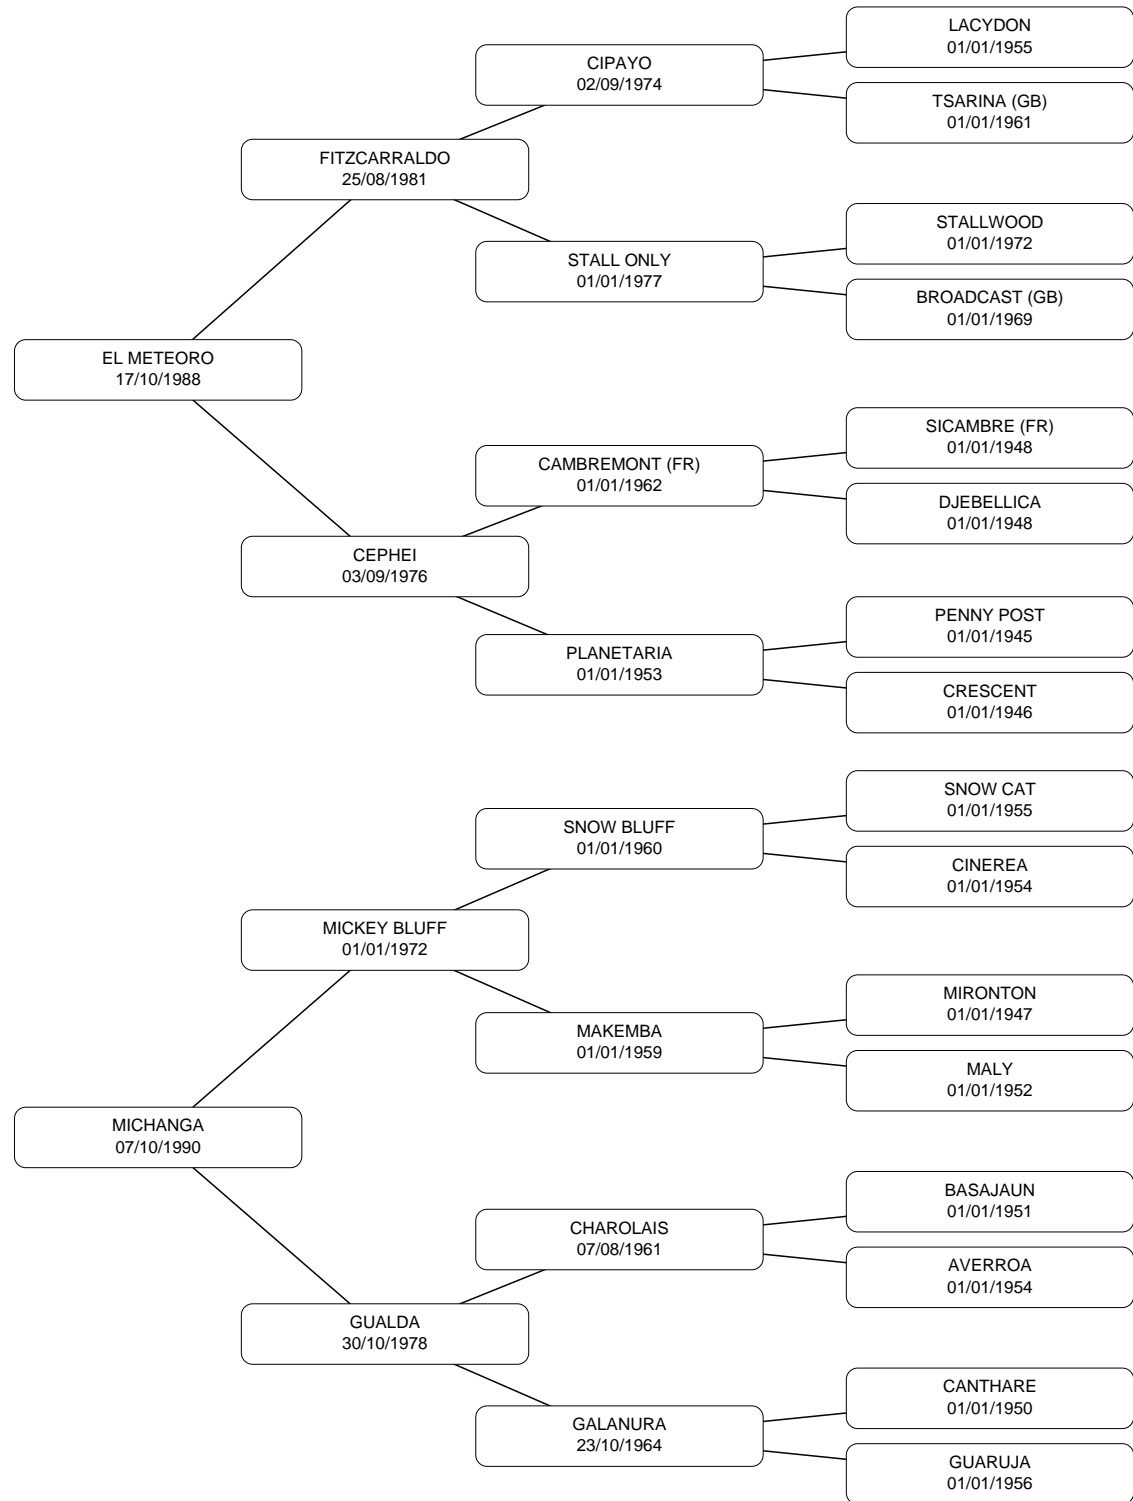 LACYDON
01/01/1955
CIPAYO
02/09/1974
TSARINA (GB)
01/01/1961
FITZCARRALDO
25/08/1981
STALLWOOD
01/01/1972
STALL ONLY
01/01/1977
BROADCAST (GB)
01/01/1969
EL METEORO
17/10/1988
SICAMBRE (FR)
01/01/1948
CAMBREMONT (FR)
01/01/1962
DJEBELLICA
01/01/1948
CEPHEI
03/09/1976
PENNY POST
01/01/1945
PLANETARIA
01/01/1953
CRESCENT
01/01/1946
SNOW CAT
01/01/1955
SNOW BLUFF
01/01/1960
CINEREA
01/01/1954
MICKEY BLUFF
01/01/1972
MIRONTON
01/01/1947
MAKEMBA
01/01/1959
MALY
01/01/1952
MICHANGA
07/10/1990
BASAJAUN
01/01/1951
CHAROLAIS
07/08/1961
AVERROA
01/01/1954
GUALDA
30/10/1978
CANTHARE
01/01/1950
GALANURA
23/10/1964
GUARUJA
01/01/1956